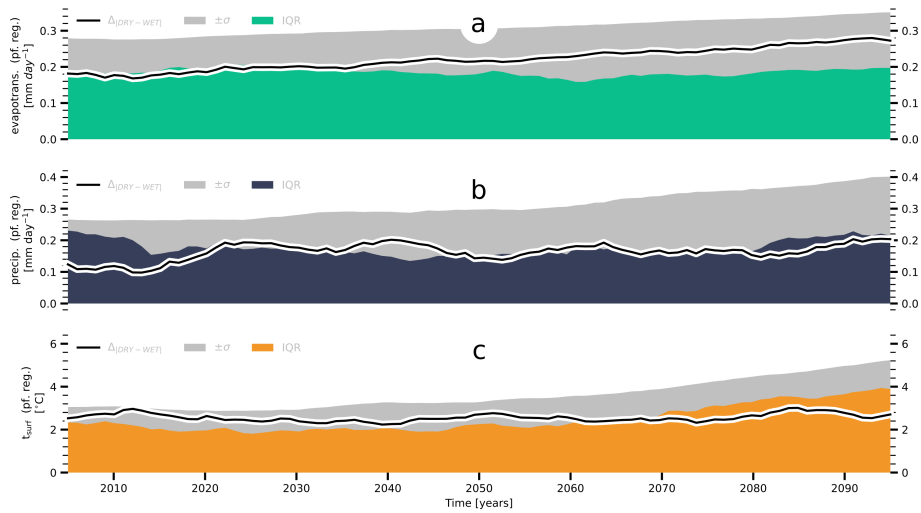 a
Δ|DRY−WET| ±σ IQR
evapotrans. (pf. reg.)
[mm day⁻¹]
0.3 0.3
0.2 0.2
0.1 0.1
0.0 0.0
b
Δ|DRY−WET| ±σ IQR
precip. (pf. reg.)
[mm day⁻¹]
0.4 0.4
0.3 0.3
0.2 0.2
0.1 0.1
0.0 0.0
c
Δ|DRY−WET| ±σ IQR
t_surf (pf. reg.)
[°C]
6 6
4 4
2 2
0 0
2010 2020 2030 2040 2050 2060 2070 2080 2090
Time [years]